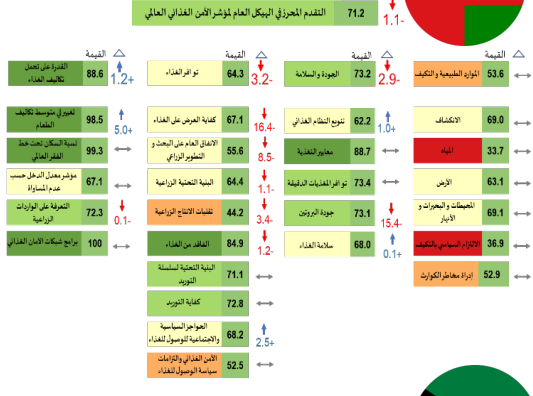 التقدم المحرز في الهيكل العام لمؤشر الأمن الغذائي العالمي 71.2 1.1-
القيمة
القدرة على تحمل تكاليف الغذاء 88.6 1.2+
تغيير في متوسط تكاليف الطعام 98.5 5.0+
نسبة السكان تحت خط الفقر العالمي 99.3
مؤشر معدل الدخل حسب عدم المساواة 67.1
التعرفة على الواردات الزراعية 72.3 0.1-
برامج شبكات الأمان الغذائي 100
القيمة
توافر الغذاء 64.3 3.2-
كفاية العرض على الغذاء 67.1 16.4-
الانفاق العام على البحث و التطوير الزراعي 55.6 8.5-
البنية التحتية الزراعية 64.4 1.1-
تقنيات الانتاج الزراعية 44.2 3.4-
الفاقد من الغذاء 84.9 1.2-
البنية التحتية لسلسلة التوريد 71.1
كفاية التوريد 72.8
الحواجز السياسية والاجتماعية للوصول للغذاء 68.2 2.5+
الأمن الغذائي والتزامات سياسة الوصول للغذاء 52.5
القيمة
الجودة والسلامة 73.2 2.9-
تنويع النظام الغذائي 62.2 1.0+
معايير التغذية 88.7
توافر المغذيات الدقيقة 73.4
جودة البروتين 73.1 15.4-
سلامة الغذاء 68.0 0.1+
القيمة
الموارد الطبيعية و التكيف 53.6
الانكشاف 69.0
المياه 33.7
الأرض 63.1
المحيطات و البحيرات و الأنهار 69.1
الالتزام السياسي بالتكيف 36.9
إدراة مخاطر الكوارث 52.9